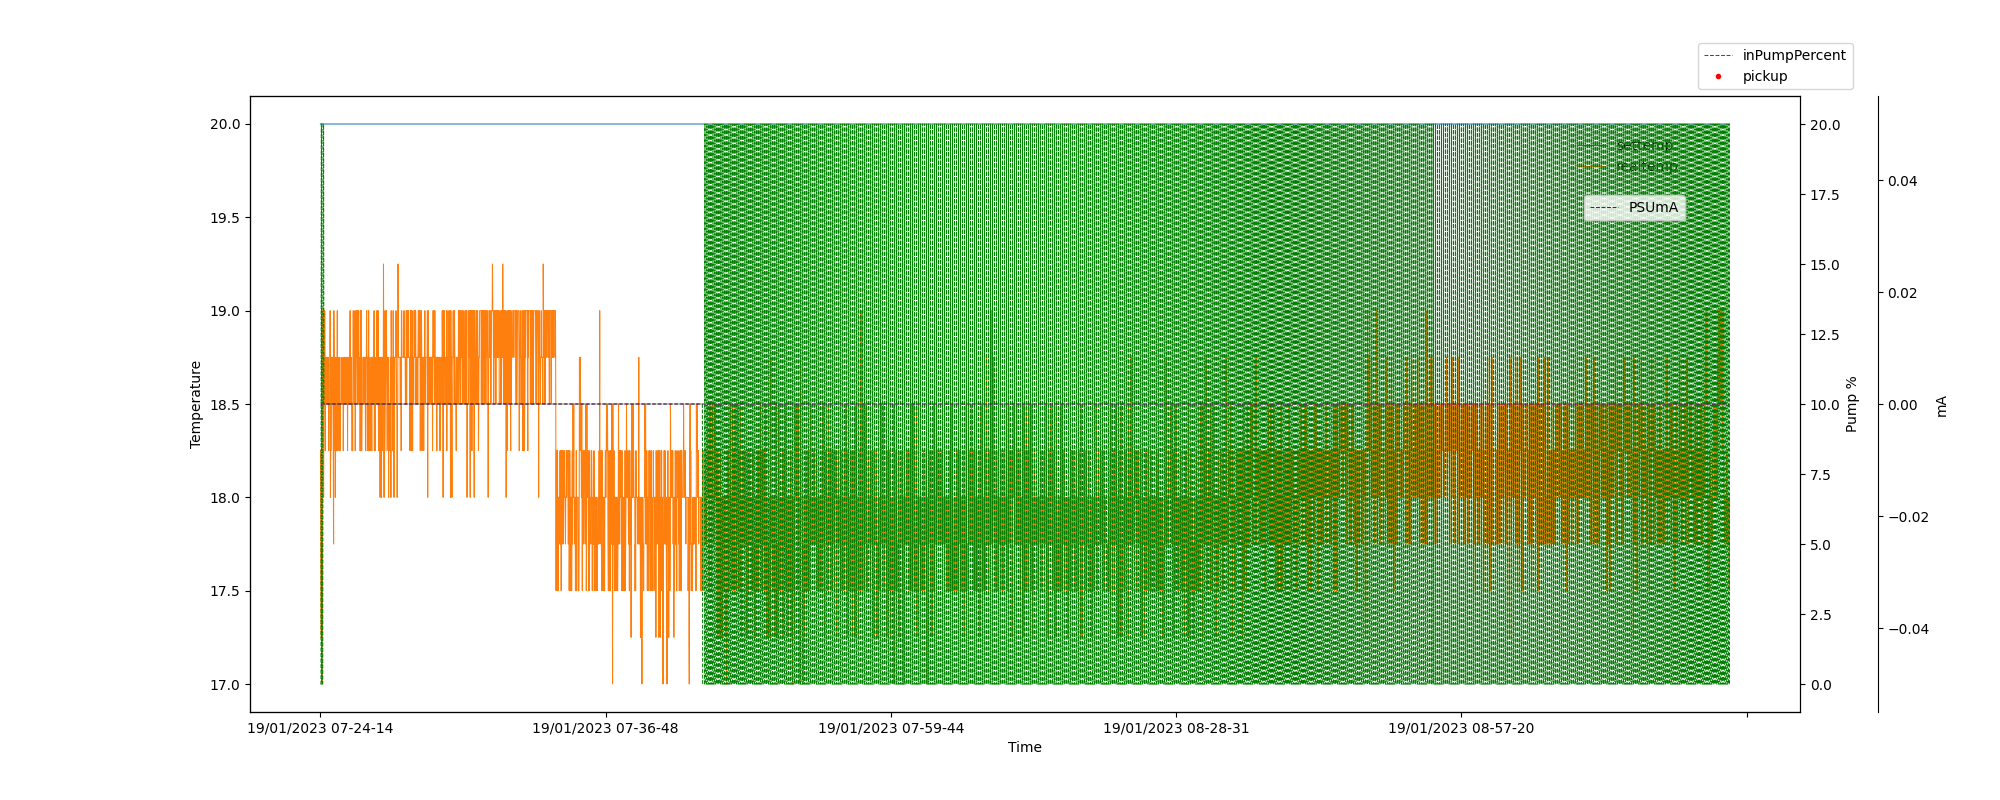 inPumpPercent
pickup
20.0
19.5
19.0
18.5
18.0
17.5
17.0
Temperature
settemp
realtemp
PSUmA
20.0
17.5
15.0
12.5
10.0
7.5
5.0
2.5
0.0
Pump %
0.04
0.02
0.00
−0.02
−0.04
mA
19/01/2023 07-24-14
19/01/2023 07-36-48
19/01/2023 07-59-44
19/01/2023 08-28-31
19/01/2023 08-57-20
Time